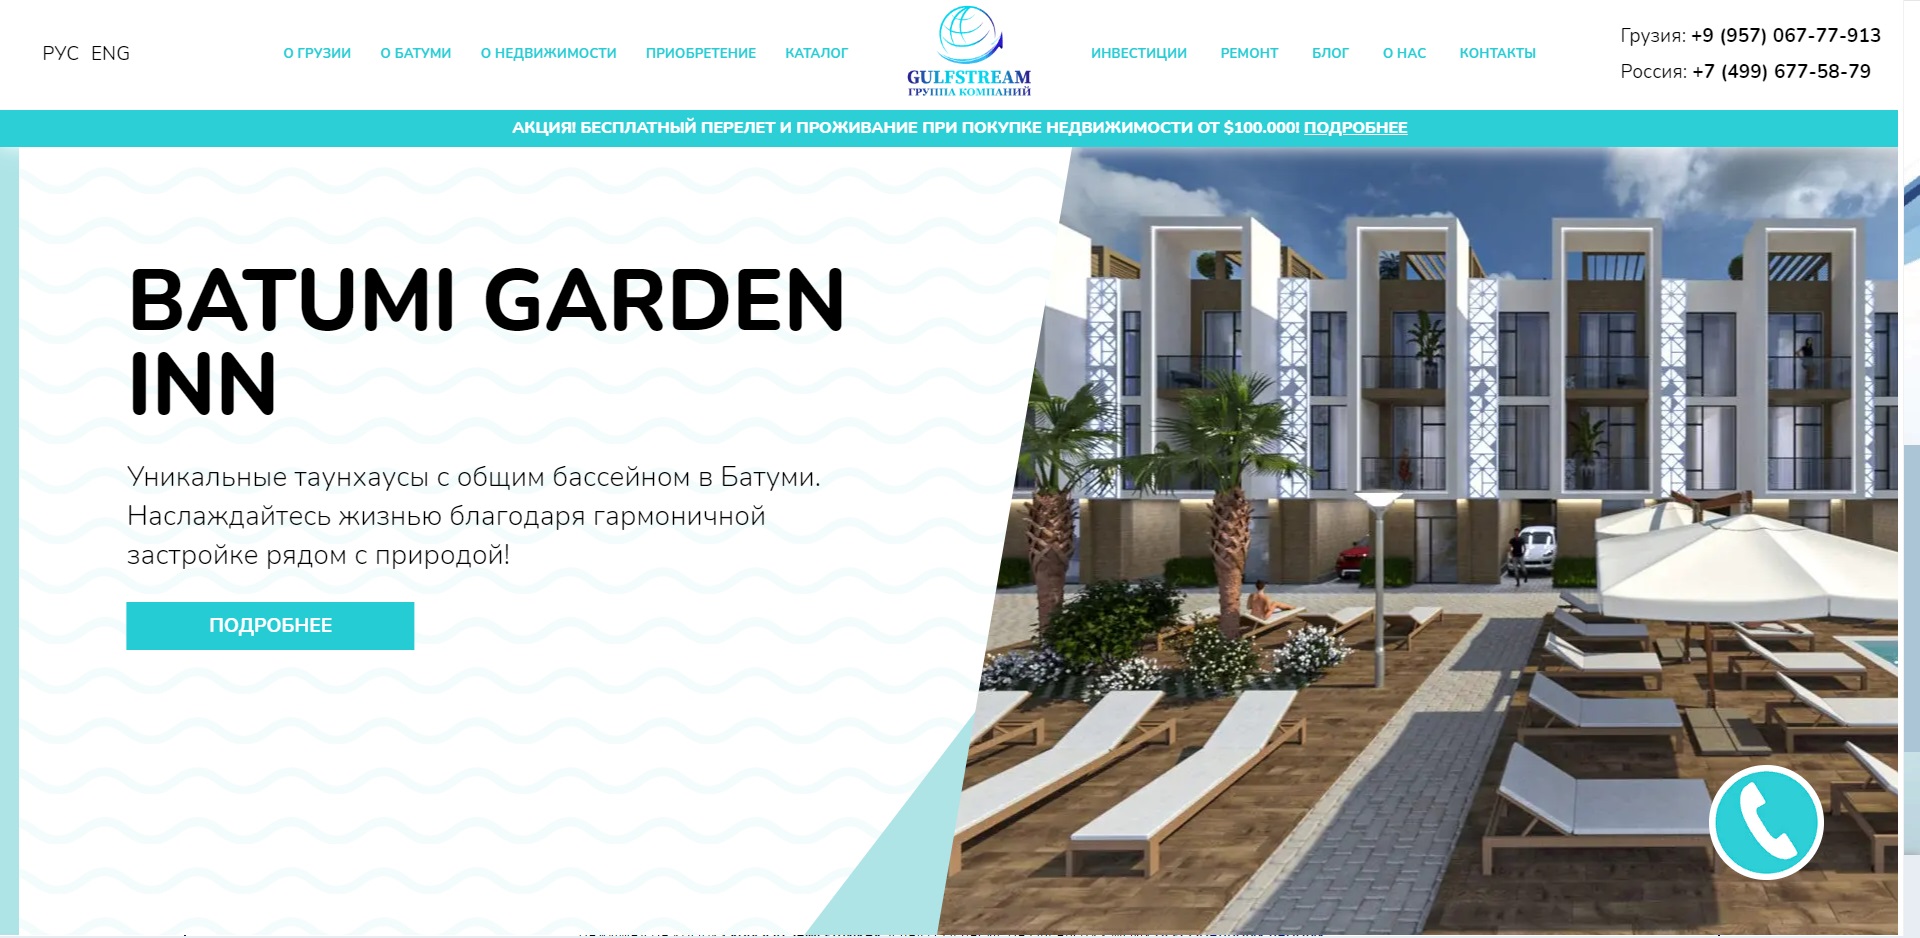 РУС ENG
О ГРУЗИИ О БАТУМИ О НЕДВИЖИМОСТИ ПРИОБРЕТЕНИЕ КАТАЛОГ
GULFSTREAM
ГРУППА КОМПАНИЙ
ИНВЕСТИЦИИ РЕМОНТ БЛОГ О НАС КОНТАКТЫ
Грузия: +9 (957) 067-77-913
Россия: +7 (499) 677-58-79
АКЦИЯ! БЕСПЛАТНЫЙ ПЕРЕЛЕТ И ПРОЖИВАНИЕ ПРИ ПОКУПКЕ НЕДВИЖИМОСТИ ОТ $100.000! ПОДРОБНЕЕ
BATUMI GARDEN
INN
Уникальные таунхаусы с общим бассейном в Батуми.
Наслаждайтесь жизнью благодаря гармоничной
застройке рядом с природой!
ПОДРОБНЕЕ